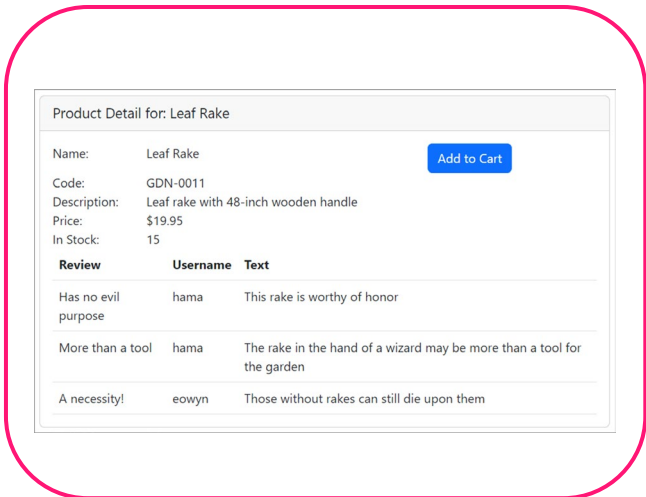 Product Detail for: Leaf Rake
Name: Leaf Rake
Add to Cart
Code: GDN-0011
Description: Leaf rake with 48-inch wooden handle
Price: $19.95
In Stock: 15
Review Username Text
Has no evil purpose hama This rake is worthy of honor
More than a tool hama The rake in the hand of a wizard may be more than a tool for
the garden
A necessity! eowyn Those without rakes can still die upon them